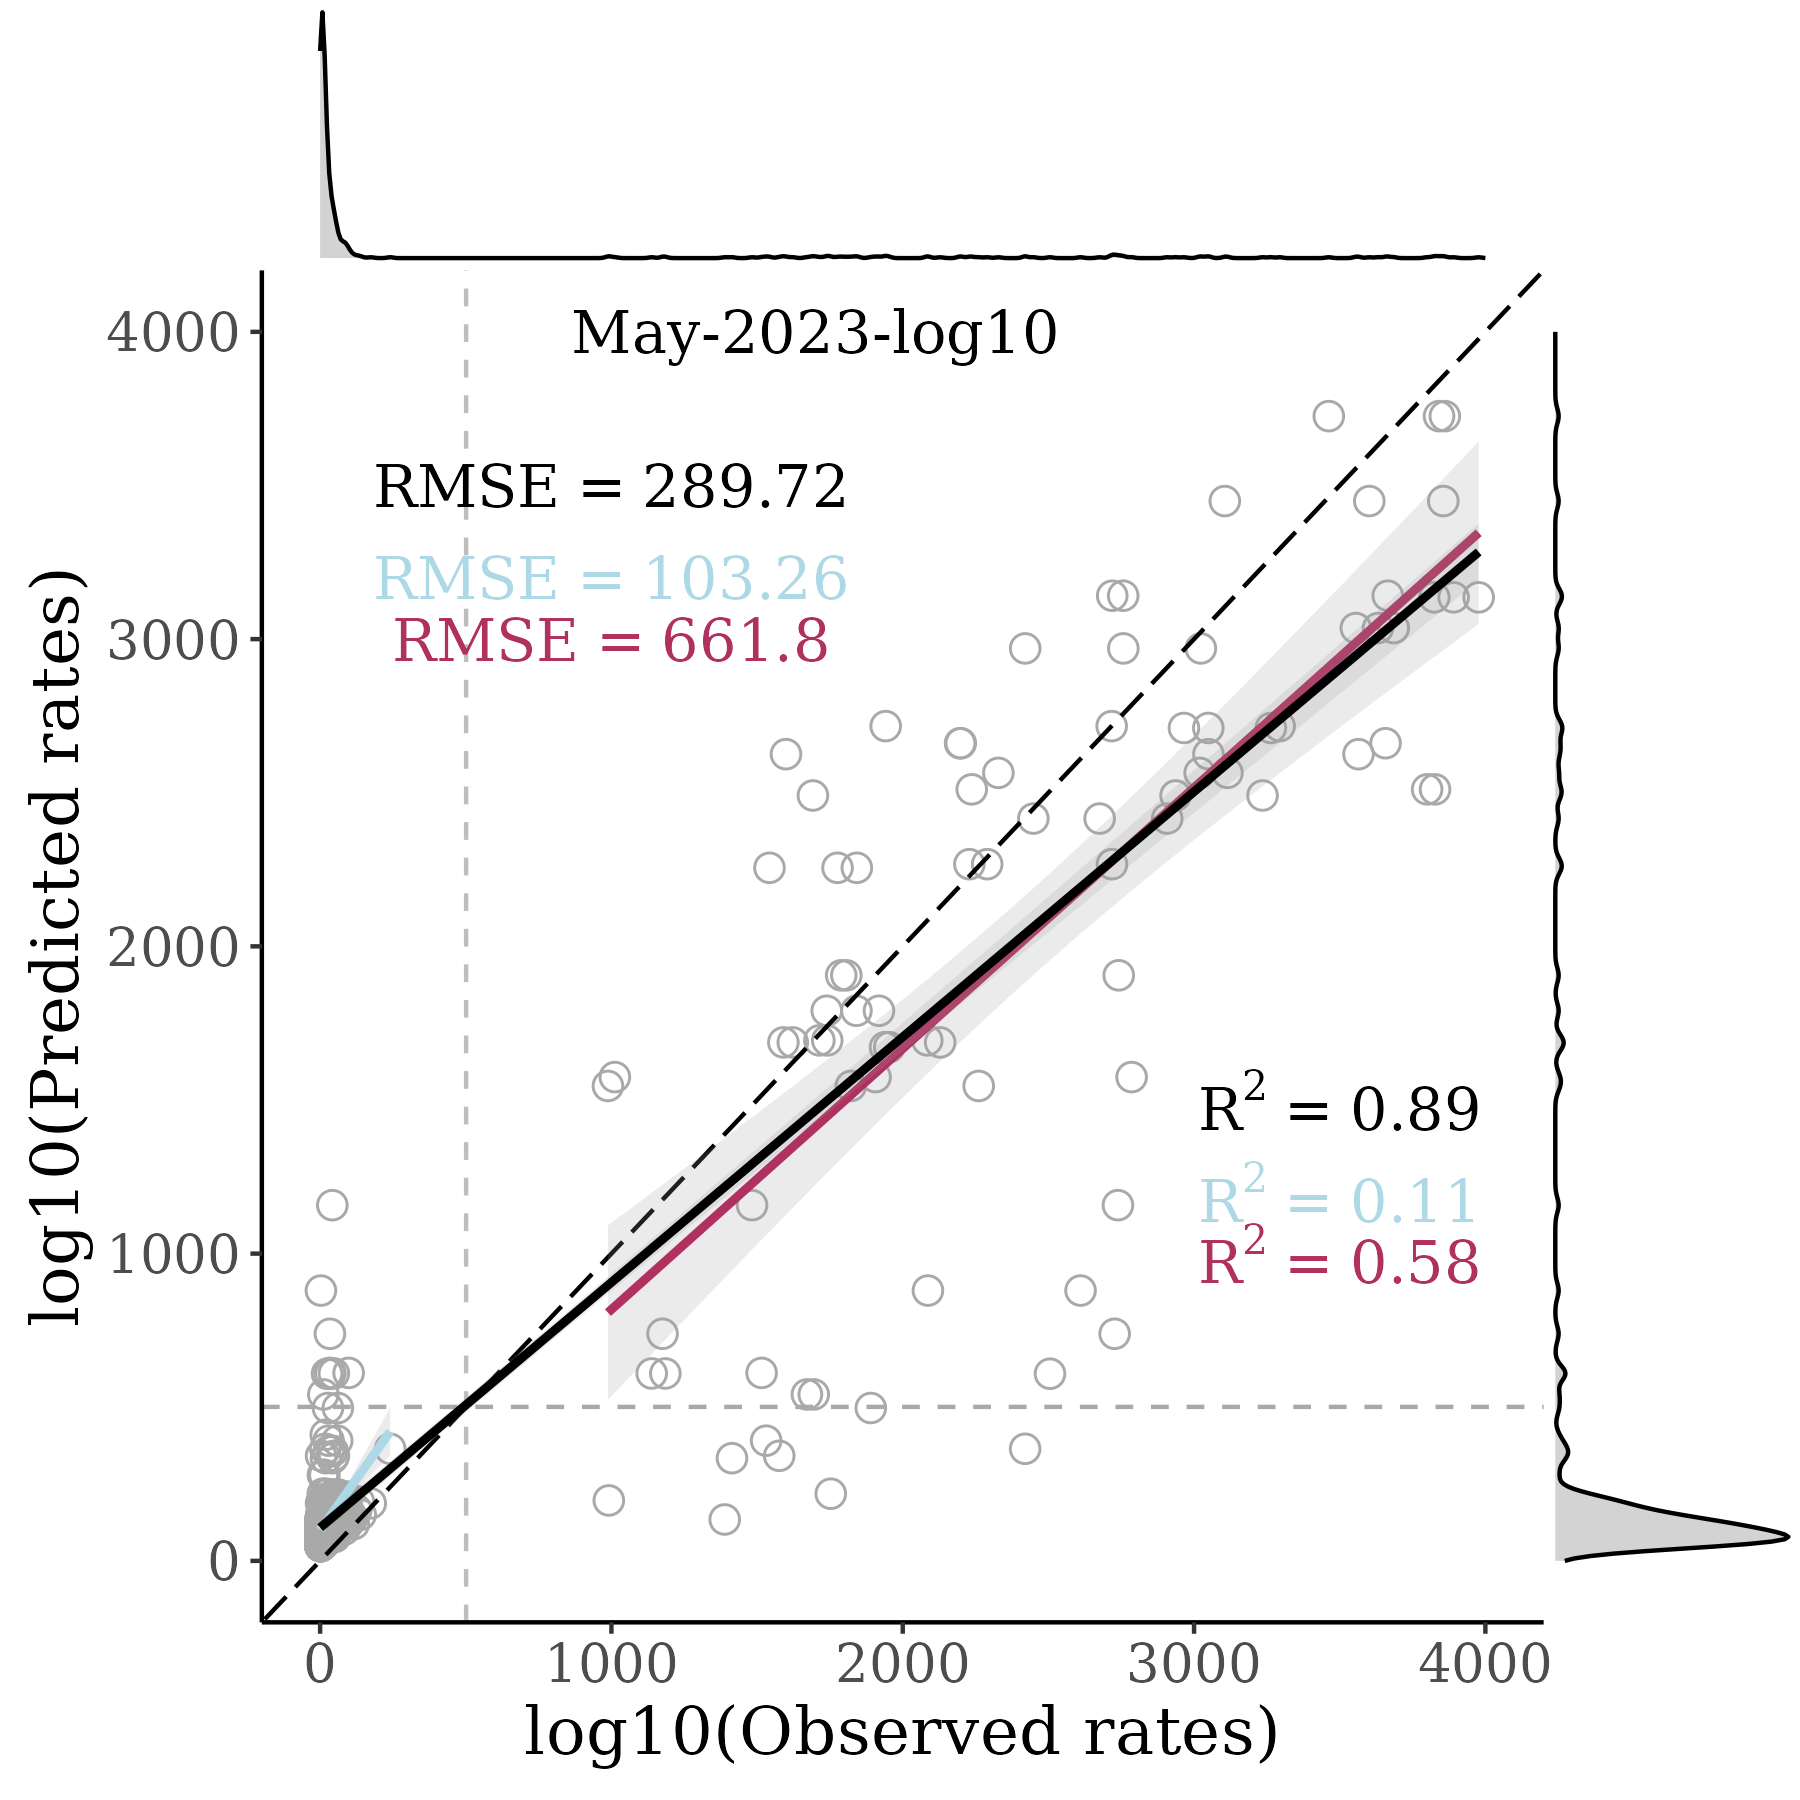 May-2023-log10
RMSE = 289.72
RMSE = 103.26
RMSE = 661.8
R² = 0.89
R² = 0.11
R² = 0.58
log10(Predicted rates)
4000
3000
2000
1000
0
0 1000 2000 3000 4000
log10(Observed rates)